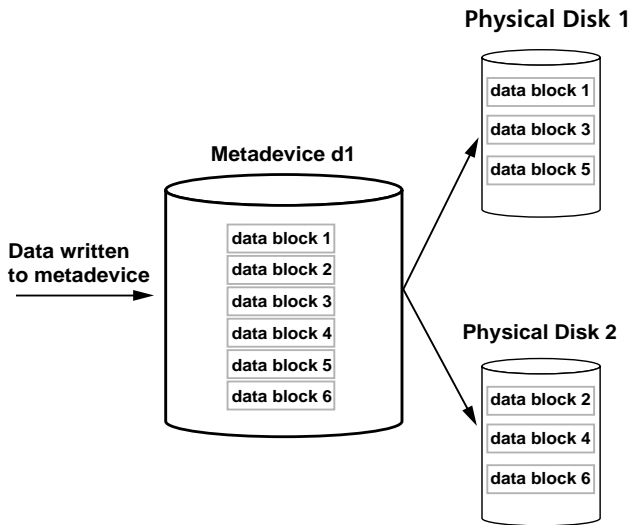 Physical Disk 1
data block 1
data block 3
data block 5
Metadevice d1
Data written
to metadevice
data block 1
data block 2
data block 3
data block 4
data block 5
data block 6
Physical Disk 2
data block 2
data block 4
data block 6